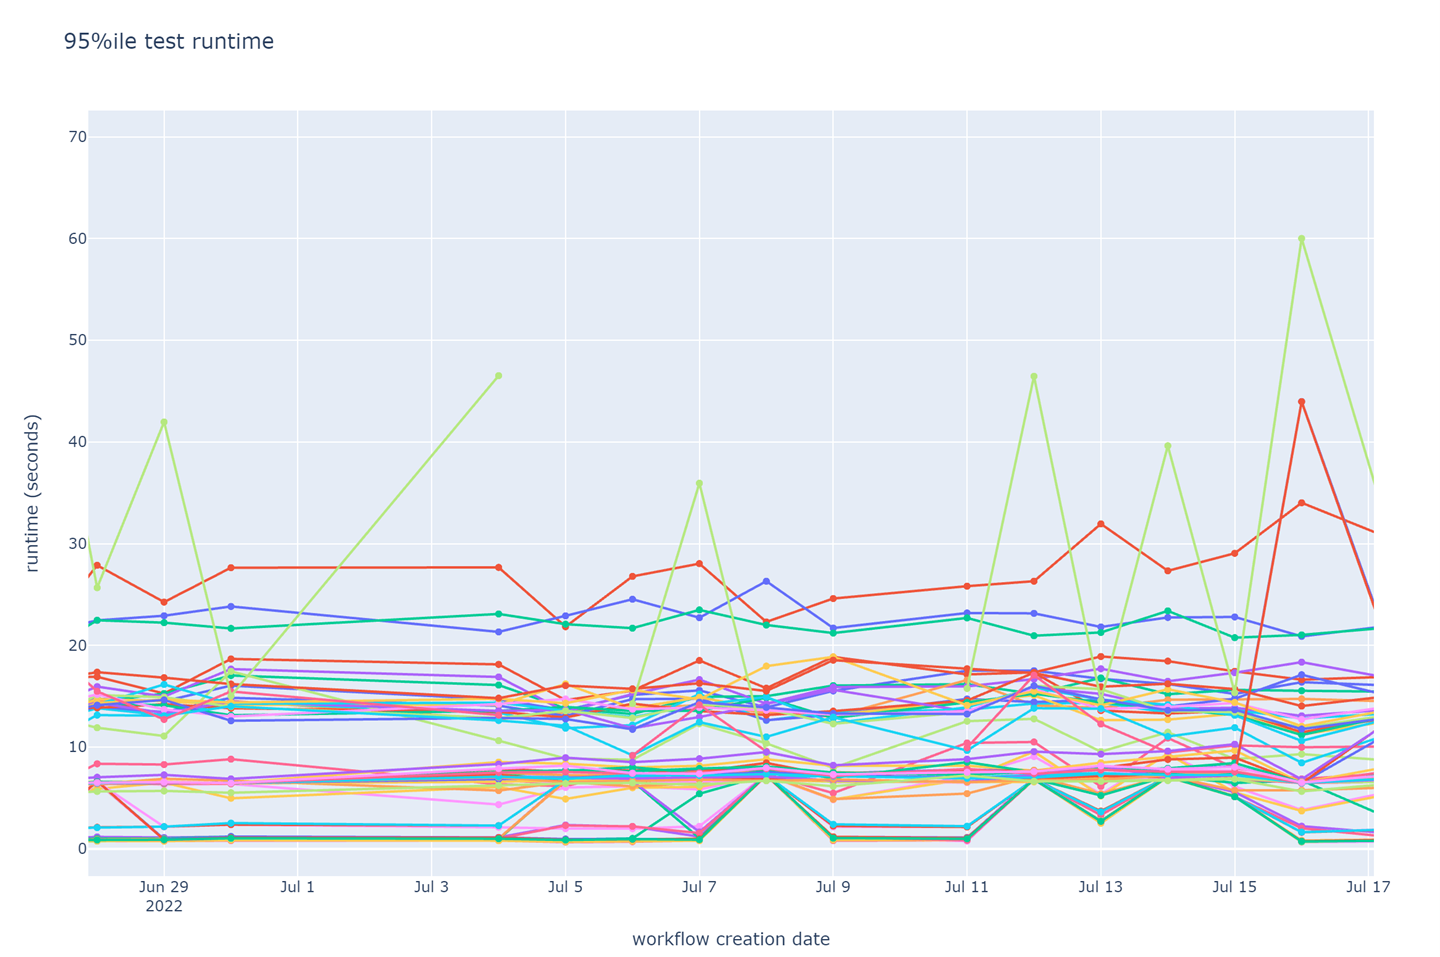 95%ile test runtime
70
60
50
40
30
20
10
0
runtime (seconds)
Jun 29
2022
Jul 1
Jul 3
Jul 5
Jul 7
Jul 9
Jul 11
Jul 13
Jul 15
Jul 17
workflow creation date